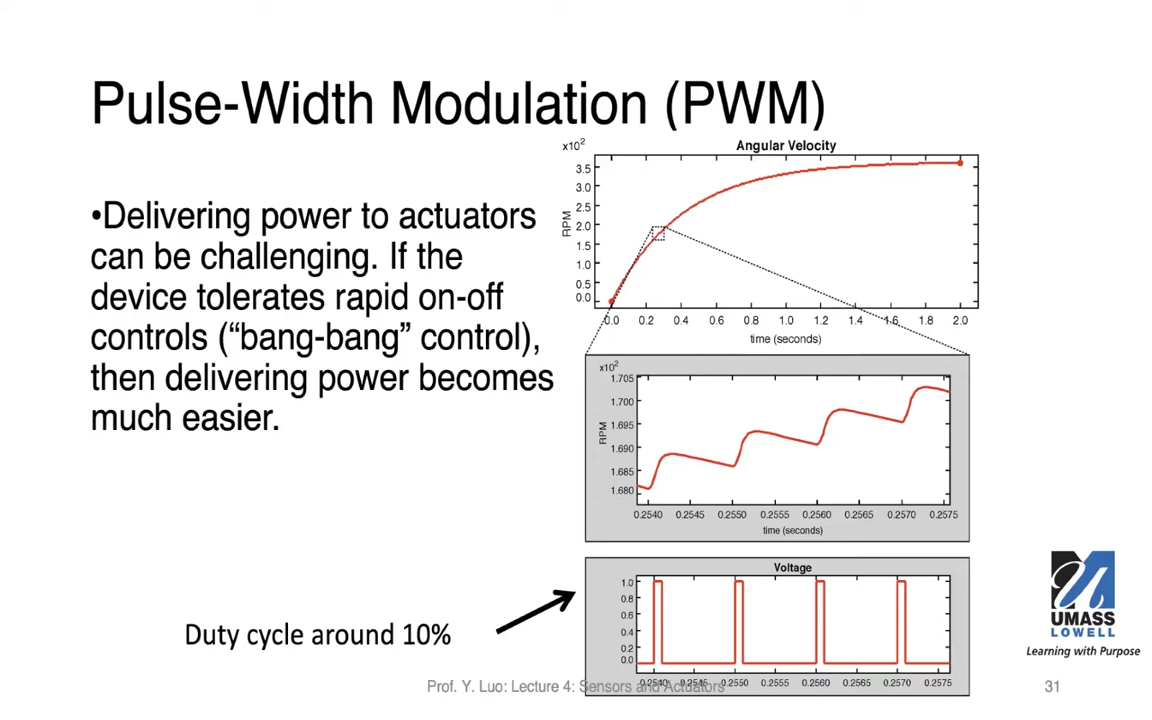 Pulse-Width Modulation (PWM)
•Delivering power to actuators
can be challenging. If the
device tolerates rapid on-off
controls (“bang-bang” control),
then delivering power becomes
much easier.
Angular Velocity
x10²
RPM
3.5
3.0
2.5
2.0
1.5
1.0
0.5
0.0
0.0 0.2 0.4 0.6 0.8 1.0 1.2 1.4 1.6 1.8 2.0
time (seconds)
x10²
RPM
1.705
1.700
1.695
1.690
1.685
1.680
0.2540 0.2545 0.2550 0.2555 0.2560 0.2565 0.2570 0.2575
time (seconds)
Duty cycle around 10%
Voltage
1.0
0.8
0.6
0.4
0.2
0.0
0.2540 0.2545 0.2550 0.2555 0.2560 0.2565 0.2570 0.2575
UMASS
LOWELL
Learning with Purpose
Prof. Y. Luo: Lecture 4: Sensors and Actuators
31